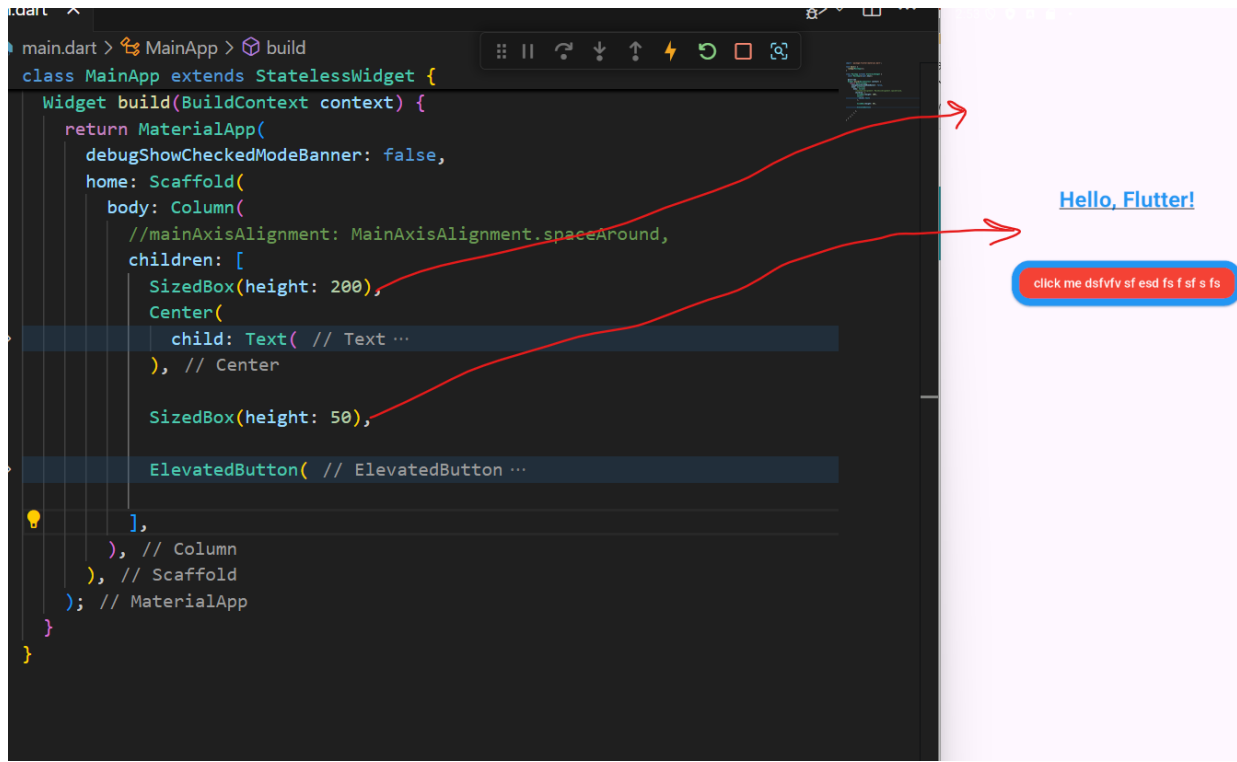 main.dart > MainApp > build
class MainApp extends StatelessWidget {
Widget build(BuildContext context) {
return MaterialApp(
debugShowCheckedModeBanner: false,
home: Scaffold(
body: Column(
//mainAxisAlignment: MainAxisAlignment.spaceAround,
children: [
SizedBox(height: 200),
Center(
child: Text( // Text ⋯
), // Center
SizedBox(height: 50),
ElevatedButton( // ElevatedButton ⋯
],
), // Column
), // Scaffold
); // MaterialApp
}
}
Hello, Flutter!
click me dsfvfv sf esd fs f sf s fs